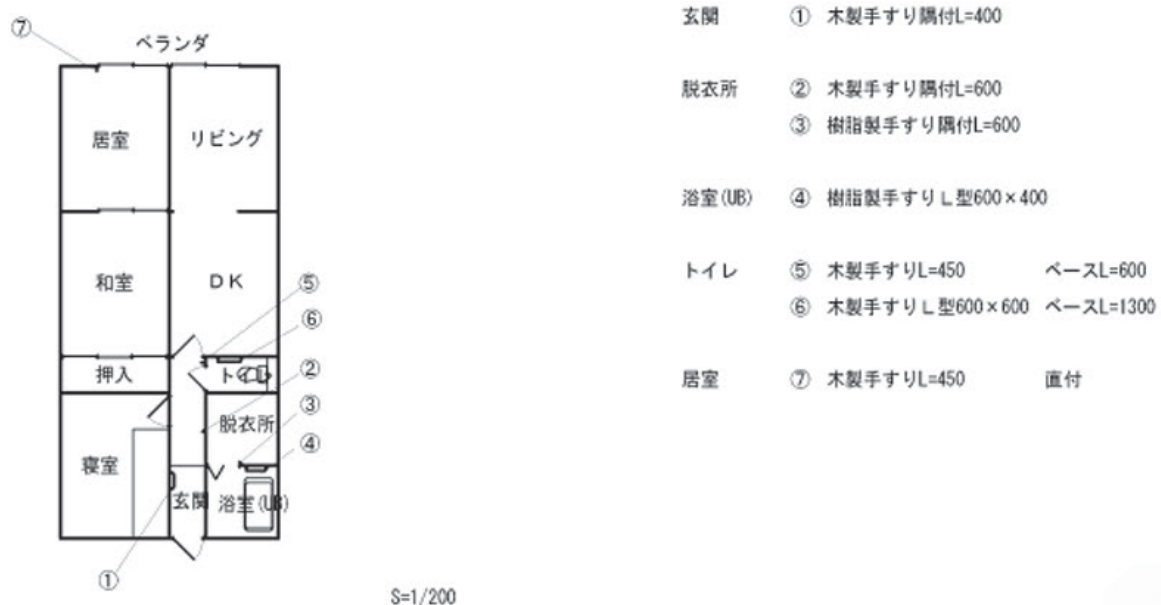 ⑦
ベランダ
居室
リビング
和室
DK
⑤
⑥
押入
トイレ
②
脱衣所
③
④
寝室
玄関
浴室(UB)
①
S=1/200
玄関 ① 木製手すり隅付L=400
脱衣所 ② 木製手すり隅付L=600
③ 樹脂製手すり隅付L=600
浴室(UB) ④ 樹脂製手すりL型600×400
トイレ ⑤ 木製手すりL=450 ベースL=600
⑥ 木製手すりL型600×600 ベースL=1300
居室 ⑦ 木製手すりL=450 直付